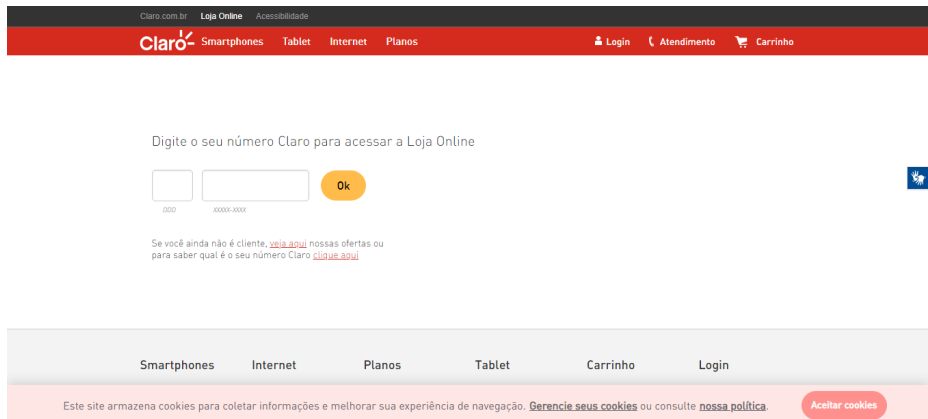 Claro.com.br Loja Online Acessibilidade
Claro Smartphones Tablet Internet Planos Login Atendimento Carrinho
Digite o seu número Claro para acessar a Loja Online
Ok
DDD xxxxx-xxxx
Se você ainda não é cliente, veja aqui nossas ofertas ou
para saber qual é o seu número Claro clique aqui
Smartphones Internet Planos Tablet Carrinho Login
Este site armazena cookies para coletar informações e melhorar sua experiência de navegação. Gerencie seus cookies ou consulte nossa política. Aceitar cookies